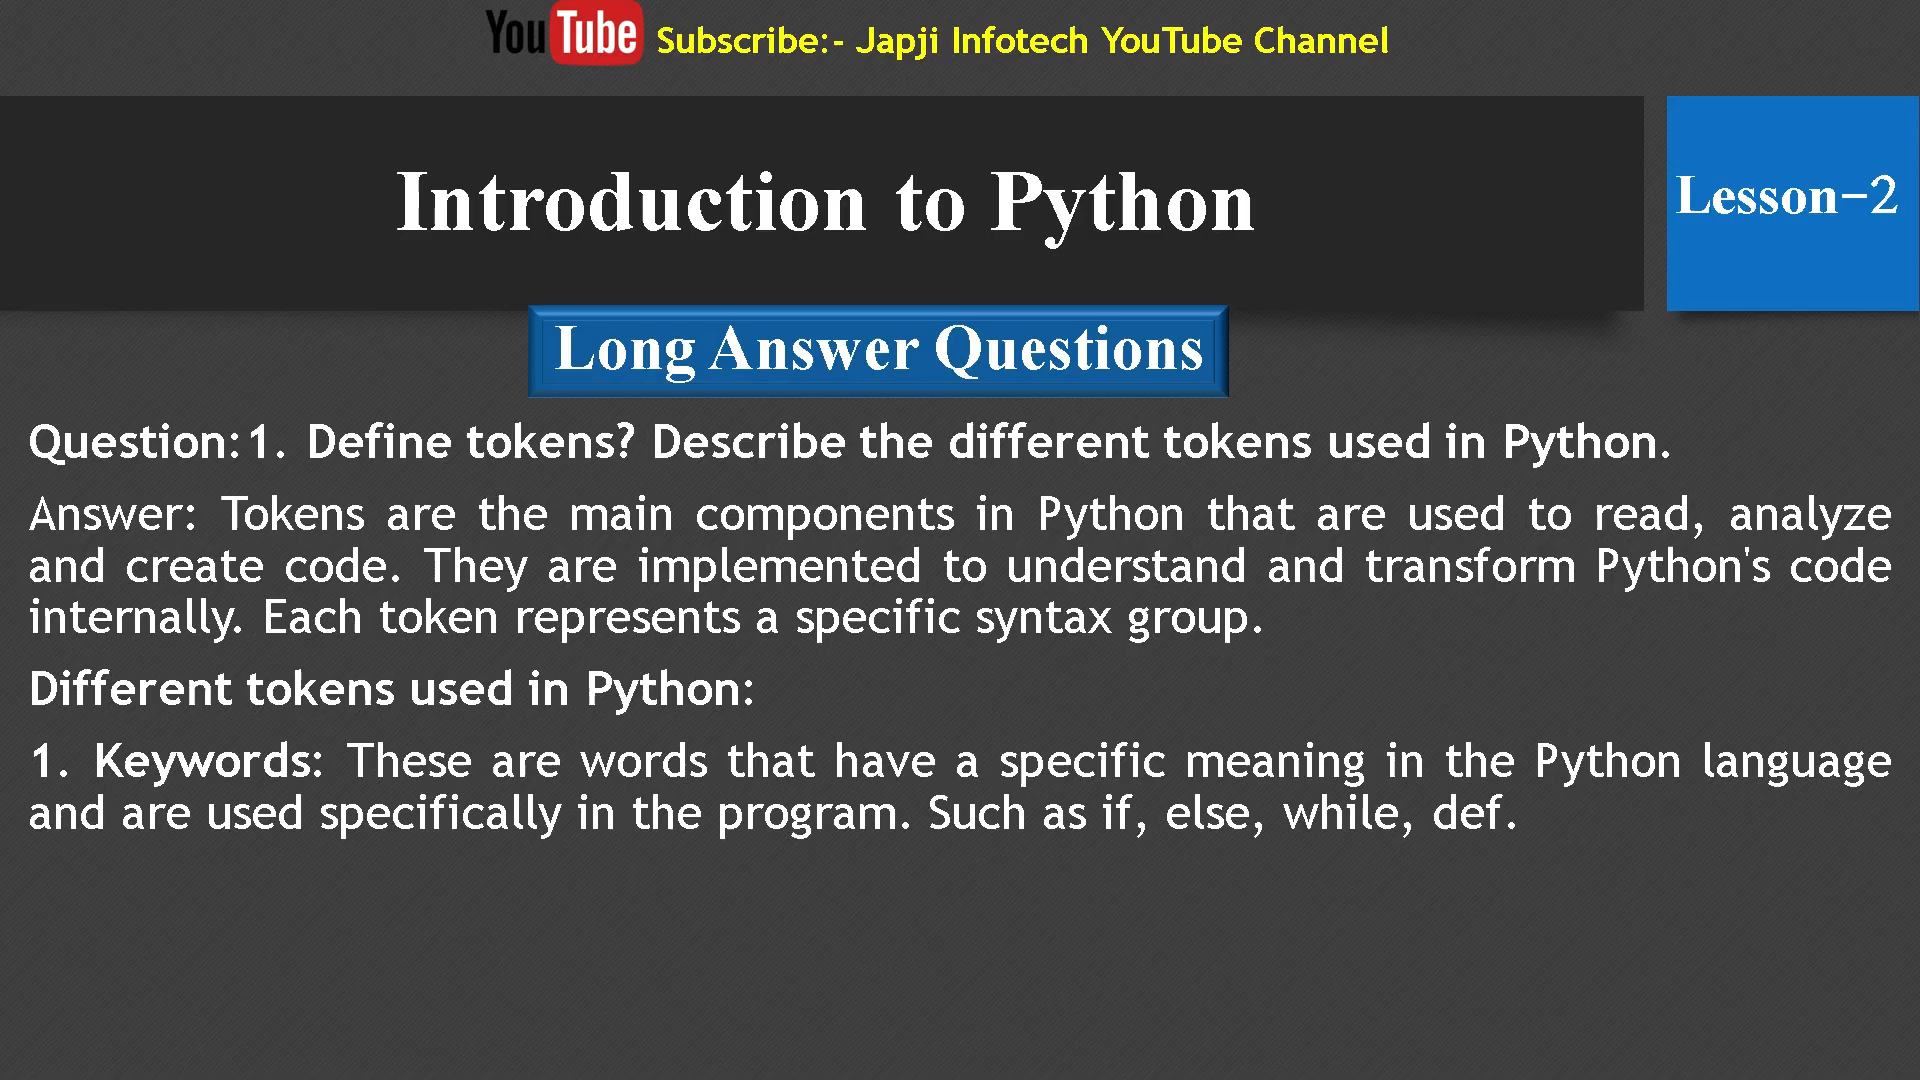 YouTube Subscribe:- Japji Infotech YouTube Channel
Introduction to Python
Lesson-2
Long Answer Questions
Question:1. Define tokens? Describe the different tokens used in Python.
Answer: Tokens are the main components in Python that are used to read, analyze
and create code. They are implemented to understand and transform Python's code
internally. Each token represents a specific syntax group.
Different tokens used in Python:
1. Keywords: These are words that have a specific meaning in the Python language
and are used specifically in the program. Such as if, else, while, def.